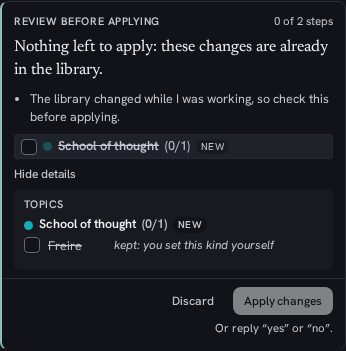 REVIEW BEFORE APPLYING 0 of 2 steps
Nothing left to apply: these changes are already
in the library.
• The library changed while I was working, so check this
before applying.
School of thought (0/1) NEW
Hide details
TOPICS
School of thought (0/1) NEW
Freire kept: you set this kind yourself
Discard Apply changes
Or reply “yes” or “no”.